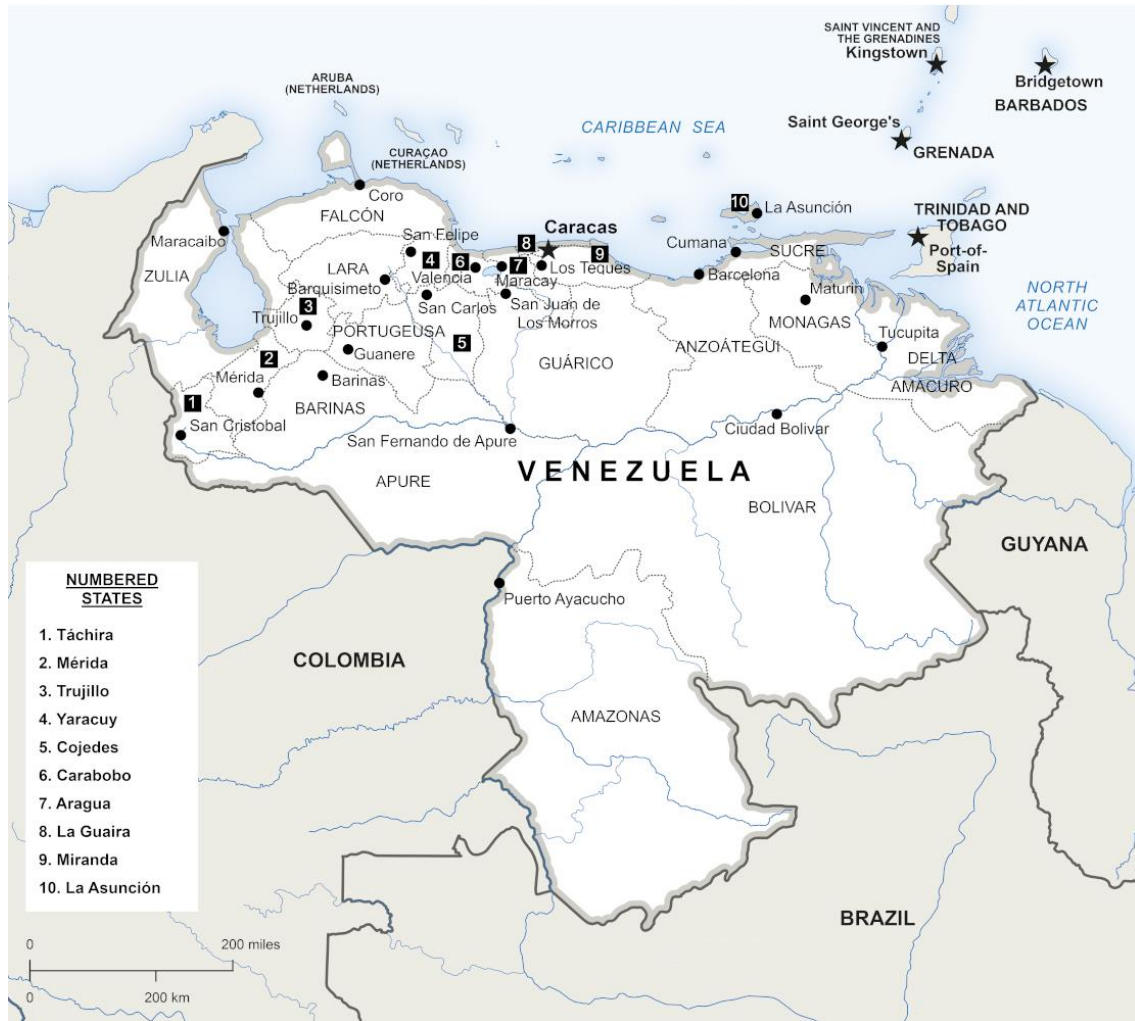 SAINT VINCENT AND
THE GRENADINES
Kingstown
Bridgetown
BARBADOS
ARUBA
(NETHERLANDS)
CARIBBEAN SEA
Saint George's
GRENADA
CURAÇAO
(NETHERLANDS)
Coro
FALCÓN
10
La Asunción
TRINIDAD AND
TOBAGO
Port-of-
Spain
Maracaibo
San Felipe
8
Caracas
9
Cumana
SUCRE
ZULIA
LARA
4
Valencia
6
7
Maracay
Los Teques
Barcelona
Barquisimeto
San Carlos
San Juan de
Los Morros
Maturin
NORTH
ATLANTIC
OCEAN
3
Trujillo
PORTUGEUSA
MONAGAS
Tucupita
2
Guanere
5
GUÁRICO
ANZOÁTEGUI
DELTA
AMACURO
Mérida
Barinas
1
BARINAS
San Cristobal
San Fernando de Apure
Ciudad Bolivar
VENEZUELA
APURE
BOLIVAR
GUYANA
Puerto Ayacucho
COLOMBIA
AMAZONAS
BRAZIL
NUMBERED
STATES
1. Táchira
2. Mérida
3. Trujillo
4. Yaracuy
5. Cojedes
6. Carabobo
7. Aragua
8. La Guaira
9. Miranda
10. La Asunción
0 200 miles
0 200 km